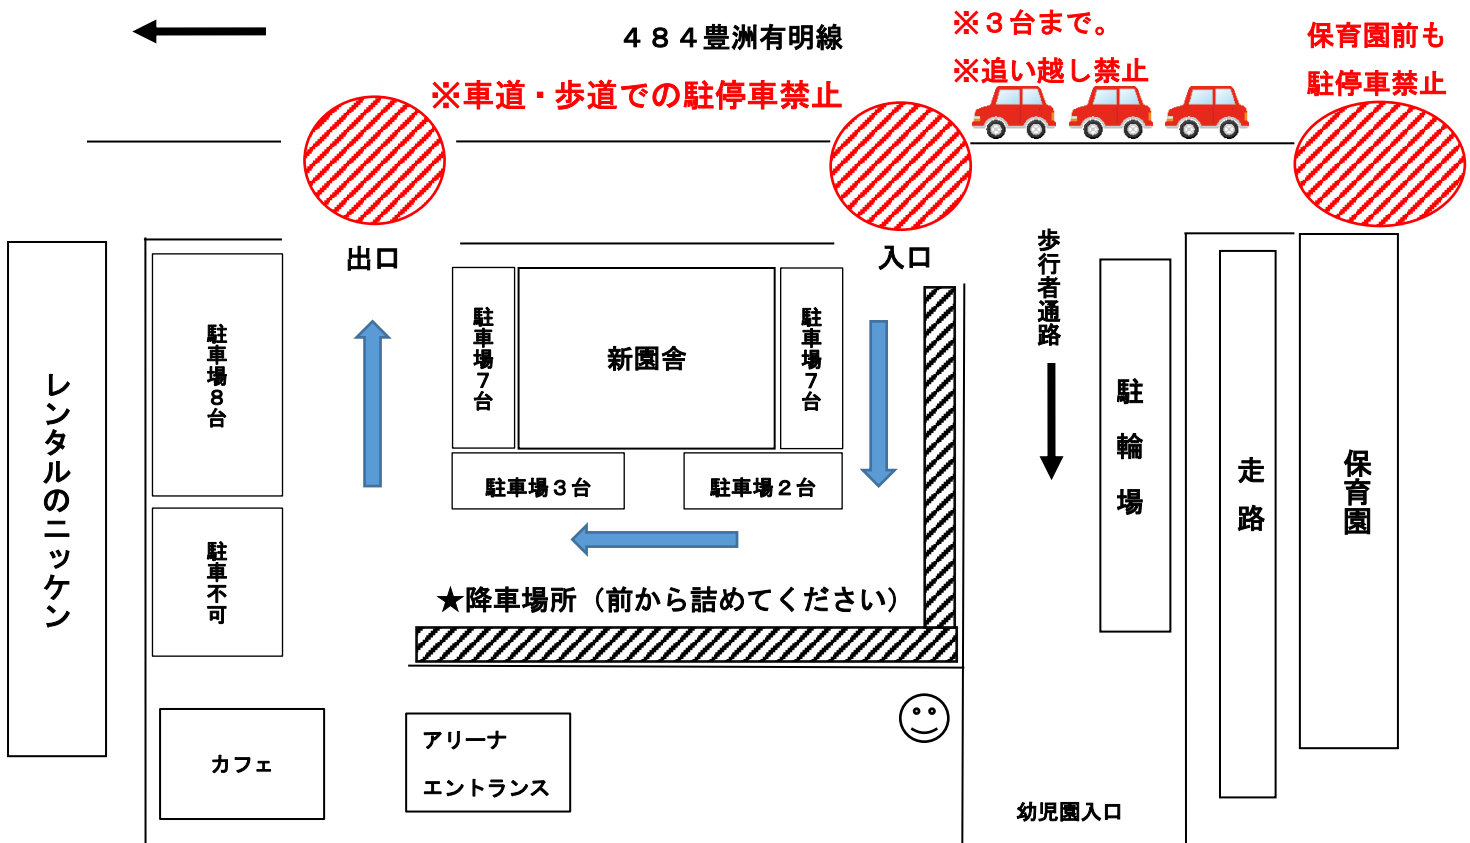 ４８４豊洲有明線
※３台まで。
※追い越し禁止
保育園前も
駐停車禁止
※車道・歩道での駐停車禁止
出口
入口
歩行者通路
レンタルのニッケン
駐車場８台
駐車場７台
新園舎
駐車場７台
駐輪場
走路
保育園
駐車場３台
駐車場２台
駐車不可
★降車場所（前から詰めてください）
カフェ
アリーナ
エントランス
幼児園入口